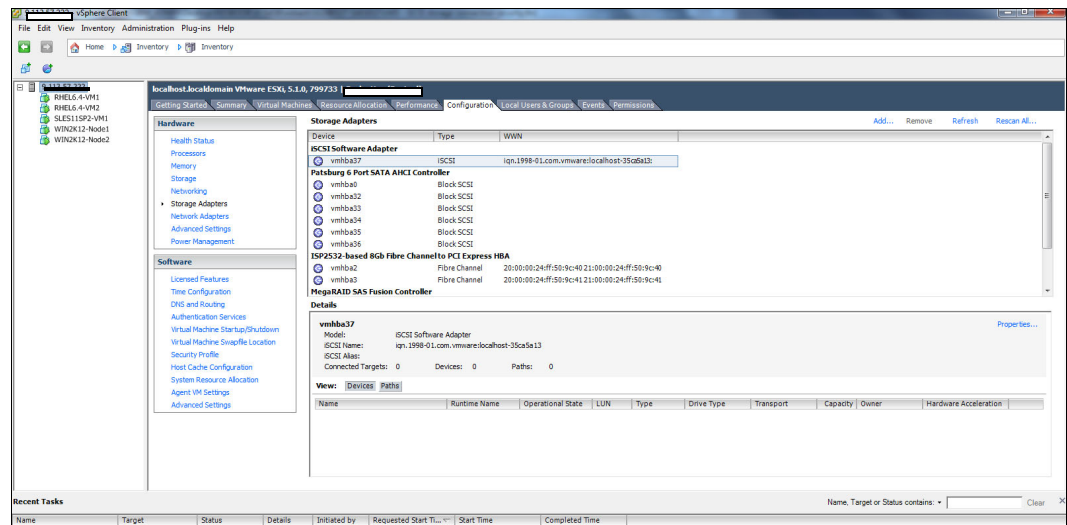 vSphere Client
File Edit View Inventory Administration Plug-ins Help
Home Inventory Inventory
RHEL6.4-VM1
RHEL6.4-VM2
SLES11SP2-VM1
WIN2K12-Node1
WIN2K12-Node2
localhost.localdomain VMware ESXi, 5.1.0, 799733 |
Getting Started Summary Virtual Machines Resource Allocation Performance Configuration Local Users & Groups Events Permissions
Hardware
Health Status
Processors
Memory
Storage
Networking
Storage Adapters
Network Adapters
Advanced Settings
Power Management
Software
Licensed Features
Time Configuration
DNS and Routing
Authentication Services
Virtual Machine Startup/Shutdown
Virtual Machine Swapfile Location
Security Profile
Host Cache Configuration
System Resource Allocation
Agent VM Settings
Advanced Settings
Storage Adapters Add... Remove Refresh Rescan All...
Device Type WWN
iSCSI Software Adapter
vmhba37 iSCSI iqn.1998-01.com.vmware:localhost-35ca5a13:
Patsburg 6 Port SATA AHCI Controller
vmhba0 Block SCSI
vmhba32 Block SCSI
vmhba33 Block SCSI
vmhba34 Block SCSI
vmhba35 Block SCSI
vmhba36 Block SCSI
ISP2532-based 8Gb Fibre Channel to PCI Express HBA
vmhba2 Fibre Channel 20:00:00:24:ff:50:9c:40 21:00:00:24:ff:50:9c:40
vmhba3 Fibre Channel 20:00:00:24:ff:50:9c:41 21:00:00:24:ff:50:9c:41
MegaRAID SAS Fusion Controller
Details
vmhba37 Properties...
Model: iSCSI Software Adapter
iSCSI Name: iqn.1998-01.com.vmware:localhost-35ca5a13
iSCSI Alias:
Connected Targets: 0 Devices: 0 Paths: 0
View: Devices Paths
Name Runtime Name Operational State LUN Type Drive Type Transport Capacity Owner Hardware Acceleration
Recent Tasks Name, Target or Status contains: Clear
Name Target Status Details Initiated by Requested Start Ti... Start Time Completed Time